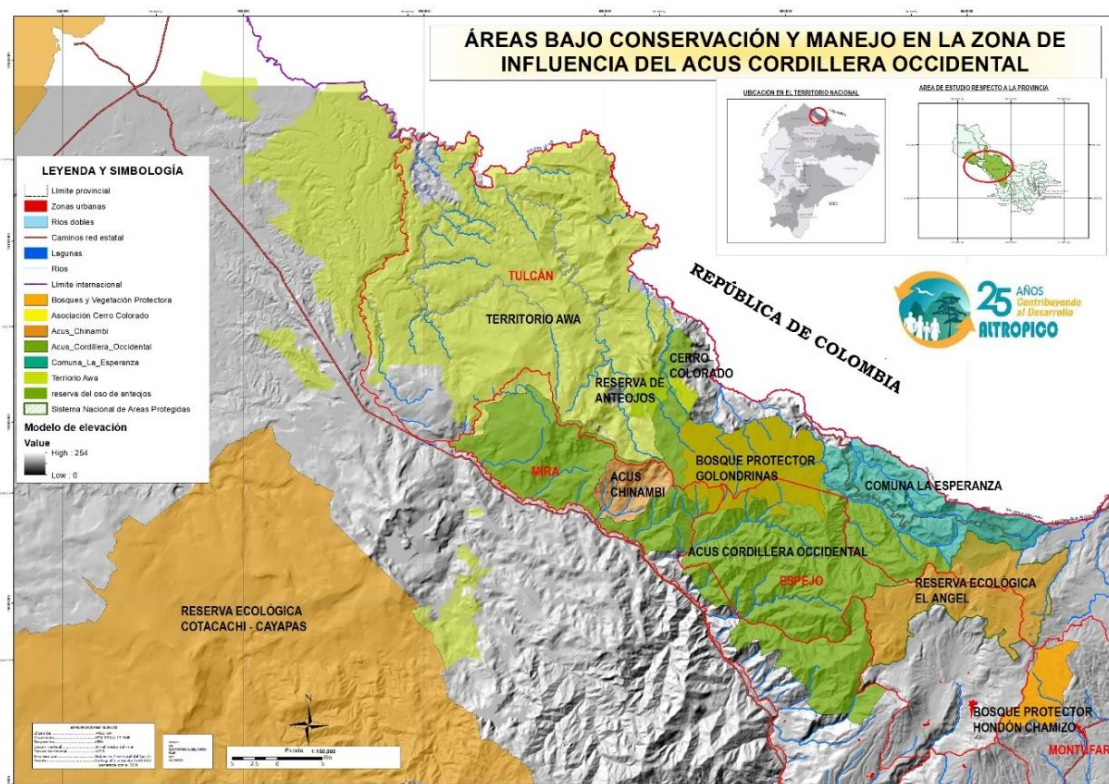 ÁREAS BAJO CONSERVACIÓN Y MANEJO EN LA ZONA DE
INFLUENCIA DEL ACUS CORDILLERA OCCIDENTAL
UBICACIÓN EN EL TERRITORIO NACIONAL
AREA DE ESTUDIO RESPECTO A LA PROVINCIA
LEYENDA Y SIMBOLOGÍA
Límite provincial
Zonas urbanas
Rios dobles
Caminos red estatal
Lagunas
Rios
Límite internacional
Bosques y Vegetación Protectora
Asociación Cerro Colorado
Acus_Chinambi
Acus_Cordillera_Occidental
Comuna_La_Esperanza
Terriorio Awa
reserva del oso de anteojos
Sistema Nacional de Areas Protegidas
Modelo de elevación
Value
High : 254
Low : 0
25 AÑOS
Contribuyendo
al Desarrollo
ALTROPICO
REPÚBLICA DE COLOMBIA
TULCÁN
TERRITORIO AWA
CERRO
COLORADO
RESERVA DE
ANTEOJOS
MIRA
ACUS
CHINAMBI
BOSQUE PROTECTOR
GOLONDRINAS
COMUNA LA ESPERANZA
ACUS CORDILLERA OCCIDENTAL
ESPEJO
RESERVA ECOLÓGICA
EL ANGEL
RESERVA ECOLÓGICA
COTACACHI - CAYAPAS
BOSQUE PROTECTOR
HONDÓN CHAMIZO
MONTUFAR
N